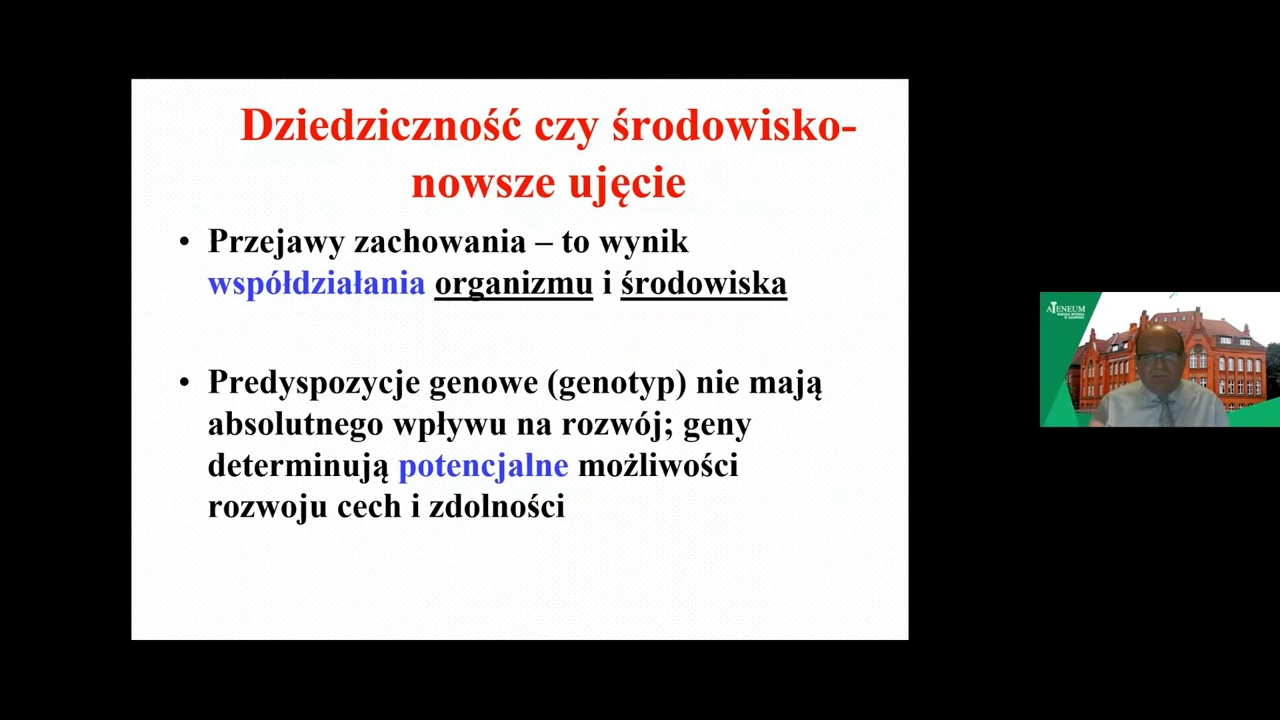 Dziedziczność czy środowisko-
nowsze ujęcie
• Przejawy zachowania – to wynik
współdziałania organizmu i środowiska
• Predyspozycje genowe (genotyp) nie mają
absolutnego wpływu na rozwój; geny
determinują potencjalne możliwości
rozwoju cech i zdolności
ATENEUM